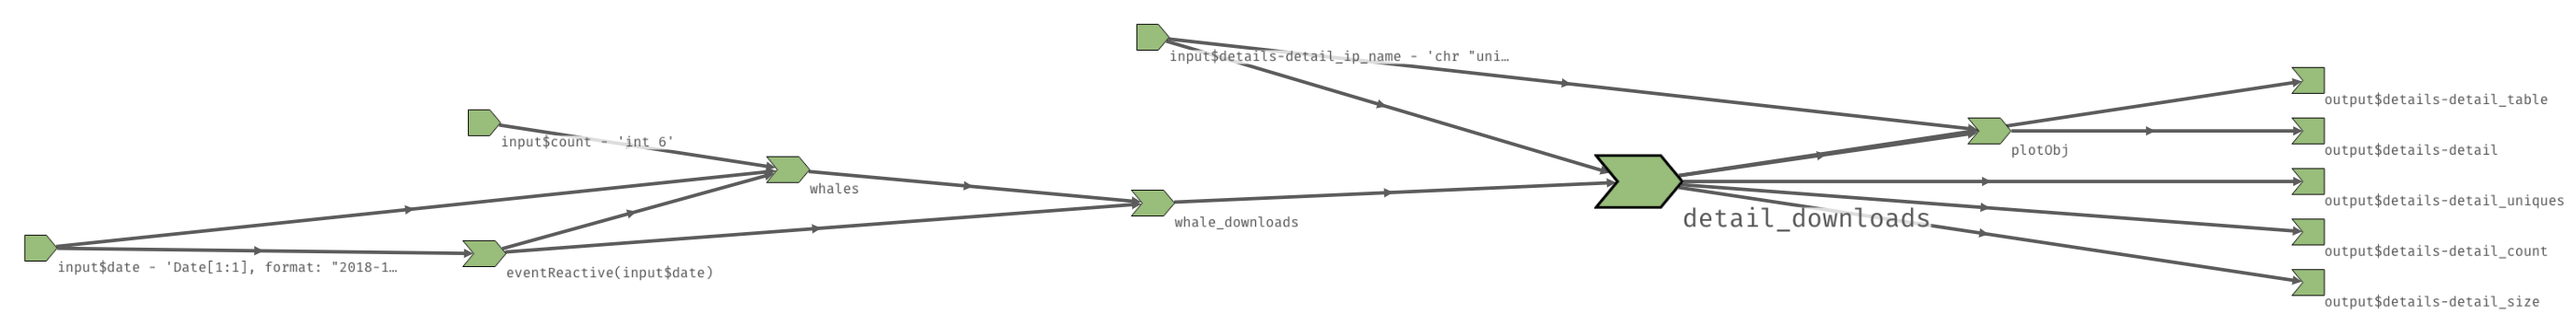 input$details-detail_ip_name - 'chr "uni…
output$details-detail_table
input$count - 'int 6'
output$details-detail
plotObj
whales
output$details-detail_uniques
whale_downloads
detail_downloads
output$details-detail_count
input$date - 'Date[1:1], format: "2018-1…
eventReactive(input$date)
output$details-detail_size